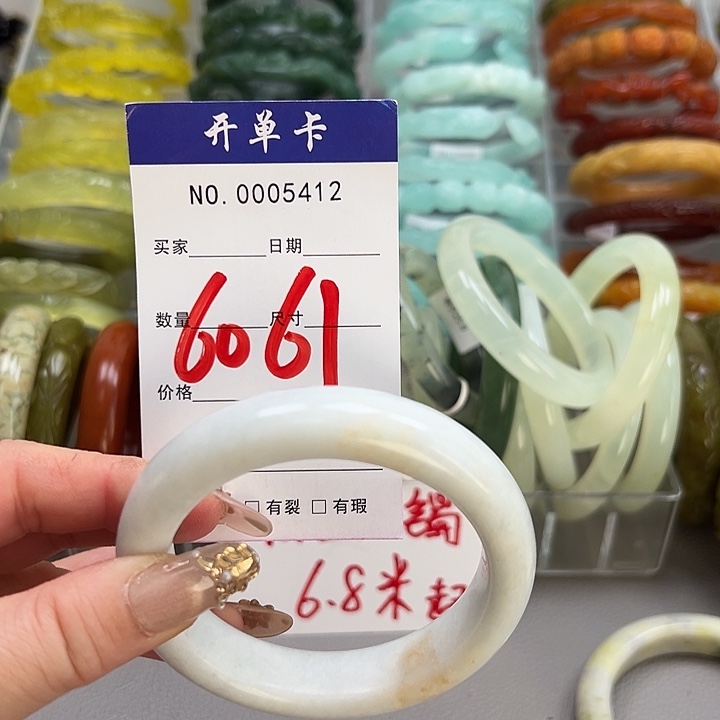 开单卡
NO. 0005412
买家 日期
数量 尺寸
6061
价格
□有裂 □有瑕
镯
6.8米起